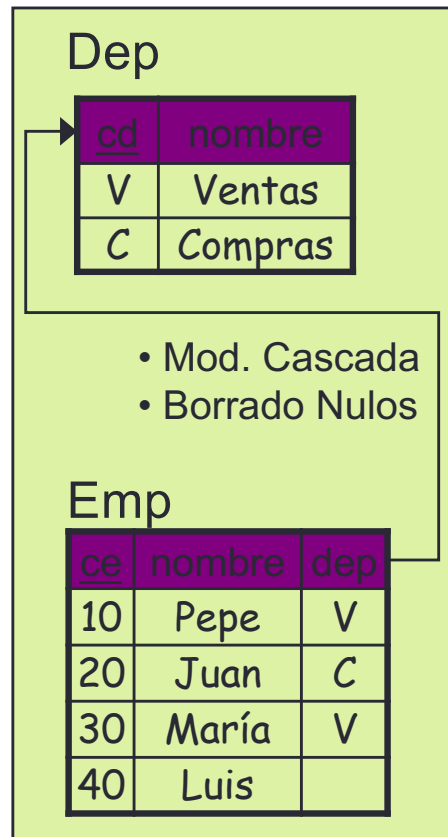 Dep
cd nombre
V Ventas
C Compras
• Mod. Cascada
• Borrado Nulos
Emp
ce nombre dep
10 Pepe V
20 Juan C
30 María V
40 Luis